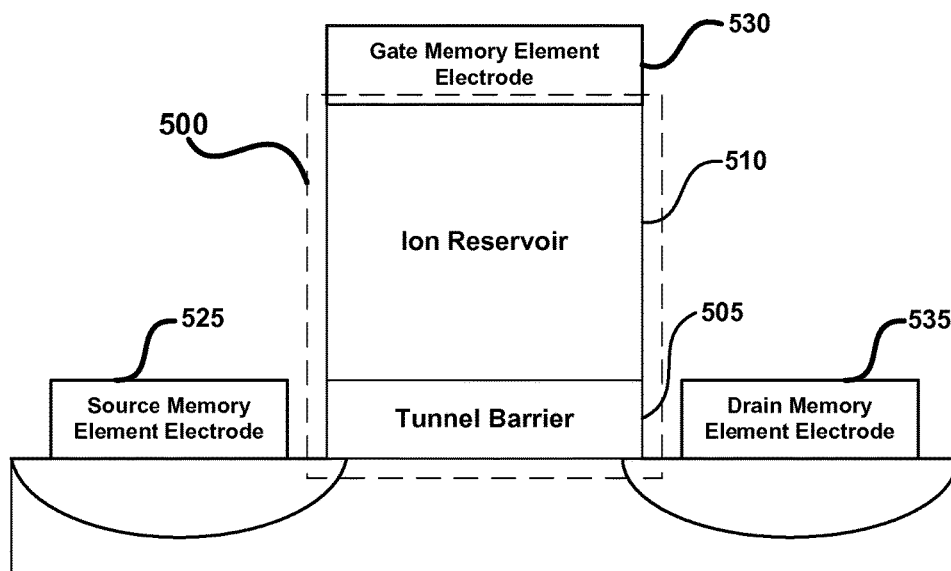 530
Gate Memory Element
Electrode
500
510
Ion Reservoir
525
505
535
Source Memory
Element Electrode
Tunnel Barrier
Drain Memory
Element Electrode